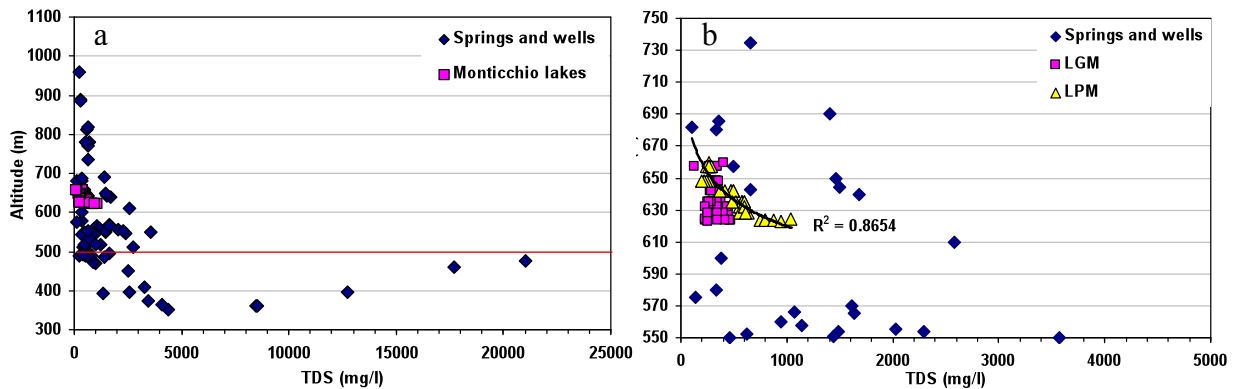 a
Springs and wells
Monticchio lakes
Altitude (m)
1100
1000
900
800
700
600
500
400
300
0 5000 10000 15000 20000 25000
TDS (mg/l)
b
Springs and wells
LGM
LPM
750
730
710
690
670
650
630
610
590
570
550
R² = 0.8654
0 1000 2000 3000 4000 5000
TDS (mg/l)